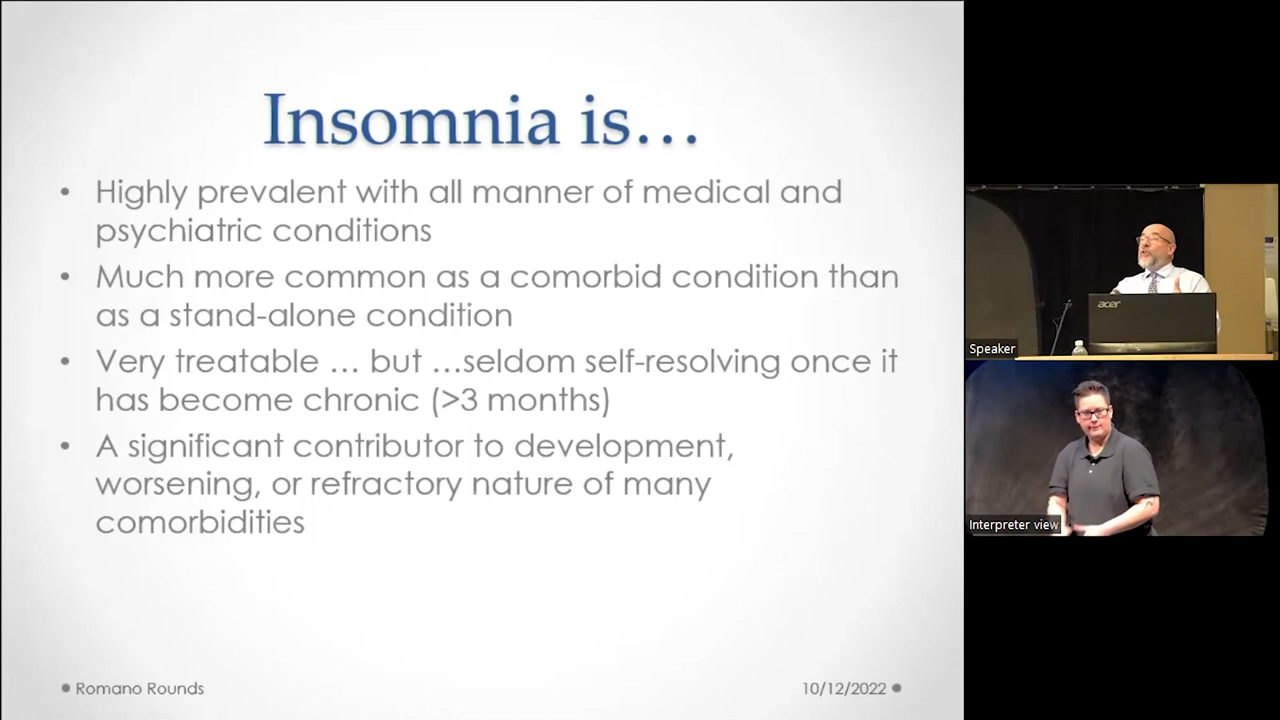 Insomnia is…
• Highly prevalent with all manner of medical and
psychiatric conditions
• Much more common as a comorbid condition than
as a stand-alone condition
• Very treatable … but …seldom self-resolving once it
has become chronic (>3 months)
• A significant contributor to development,
worsening, or refractory nature of many
comorbidities
Romano Rounds
10/12/2022
acer
Speaker
Interpreter view